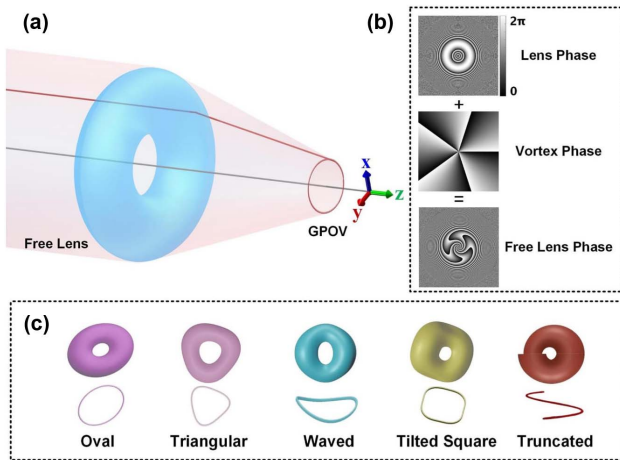 (a)
Free Lens
GPOV
x
y
z
(b)
2π
0
Lens Phase
+
Vortex Phase
=
Free Lens Phase
(c)
Oval Triangular Waved Tilted Square Truncated